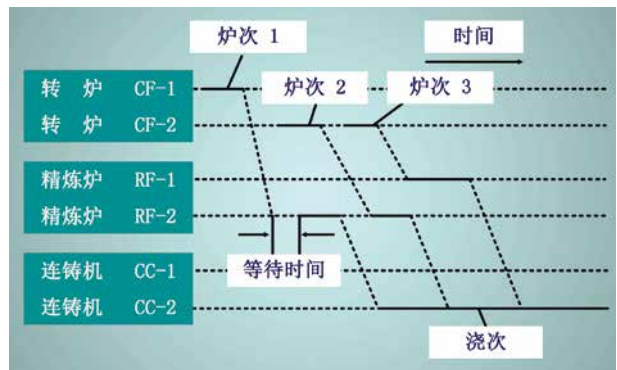 炉次 1
时间
转 炉 CF-1
炉次 2
炉次 3
转 炉 CF-2
精炼炉 RF-1
精炼炉 RF-2
等待时间
连铸机 CC-1
连铸机 CC-2
浇次